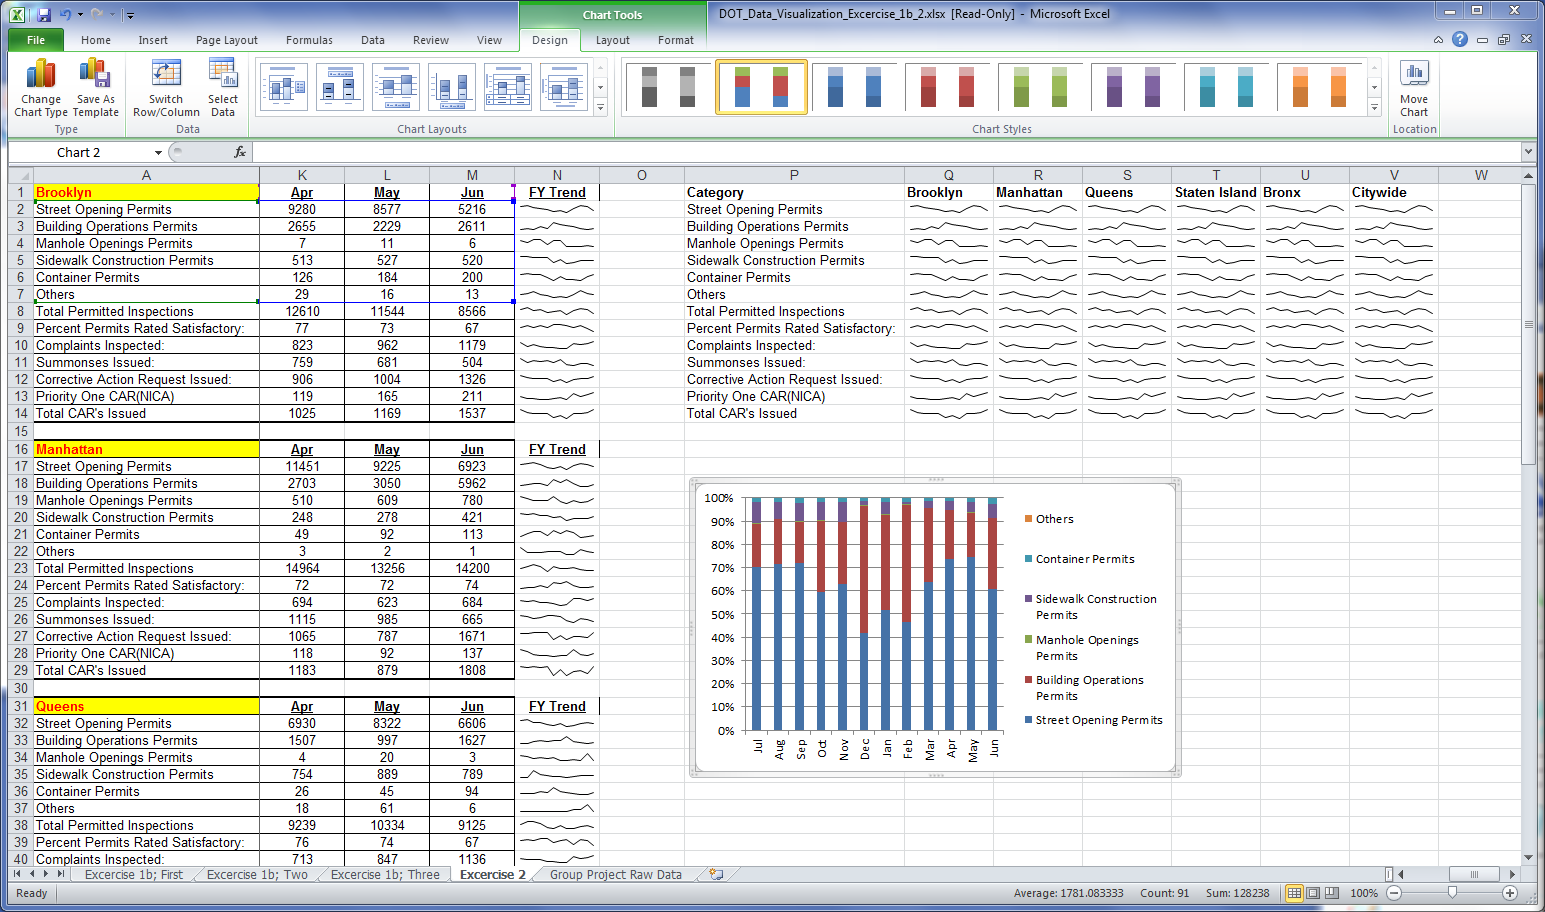 Chart Tools
DOT_Data_Visualization_Excercise_1b_2.xlsx [Read-Only] - Microsoft Excel
File Home Insert Page Layout Formulas Data Review View Design Layout Format
Change Chart Type
Save As Template
Switch Row/Column
Select Data
Move Chart
Type Data Chart Layouts Chart Styles Location
Chart 2 fx
A K L M N O P Q R S T U V W
1 Brooklyn Apr May Jun FY Trend Category Brooklyn Manhattan Queens Staten Island Bronx Citywide
2 Street Opening Permits 9280 8577 5216 Street Opening Permits
3 Building Operations Permits 2655 2229 2611 Building Operations Permits
4 Manhole Openings Permits 7 11 6 Manhole Openings Permits
5 Sidewalk Construction Permits 513 527 520 Sidewalk Construction Permits
6 Container Permits 126 184 200 Container Permits
7 Others 29 16 13 Others
8 Total Permitted Inspections 12610 11544 8566 Total Permitted Inspections
9 Percent Permits Rated Satisfactory: 77 73 67 Percent Permits Rated Satisfactory:
10 Complaints Inspected: 823 962 1179 Complaints Inspected:
11 Summonses Issued: 759 681 504 Summonses Issued:
12 Corrective Action Request Issued: 906 1004 1326 Corrective Action Request Issued:
13 Priority One CAR(NICA) 119 165 211 Priority One CAR(NICA)
14 Total CAR's Issued 1025 1169 1537 Total CAR's Issued
15
16 Manhattan Apr May Jun FY Trend
17 Street Opening Permits 11451 9225 6923
18 Building Operations Permits 2703 3050 5962
19 Manhole Openings Permits 510 609 780
20 Sidewalk Construction Permits 248 278 421
21 Container Permits 49 92 113
22 Others 3 2 1
23 Total Permitted Inspections 14964 13256 14200
24 Percent Permits Rated Satisfactory: 72 72 74
25 Complaints Inspected: 694 623 684
26 Summonses Issued: 1115 985 665
27 Corrective Action Request Issued: 1065 787 1671
28 Priority One CAR(NICA) 118 92 137
29 Total CAR's Issued 1183 879 1808
30
31 Queens Apr May Jun FY Trend
32 Street Opening Permits 6930 8322 6606
33 Building Operations Permits 1507 997 1627
34 Manhole Openings Permits 4 20 3
35 Sidewalk Construction Permits 754 889 789
36 Container Permits 26 45 94
37 Others 18 61 6
38 Total Permitted Inspections 9239 10334 9125
39 Percent Permits Rated Satisfactory: 76 74 67
40 Complaints Inspected: 713 847 1136
100%
90%
80%
70%
60%
50%
40%
30%
20%
10%
0%
Jul Aug Sep Oct Nov Dec Jan Feb Mar Apr May Jun
Others
Container Permits
Sidewalk Construction
Permits
Manhole Openings
Permits
Building Operations
Permits
Street Opening Permits
Excercise 1b; First Excercise 1b; Two Excercise 1b; Three Excercise 2 Group Project Raw Data
Ready Average: 1781.083333 Count: 91 Sum: 128238 100%